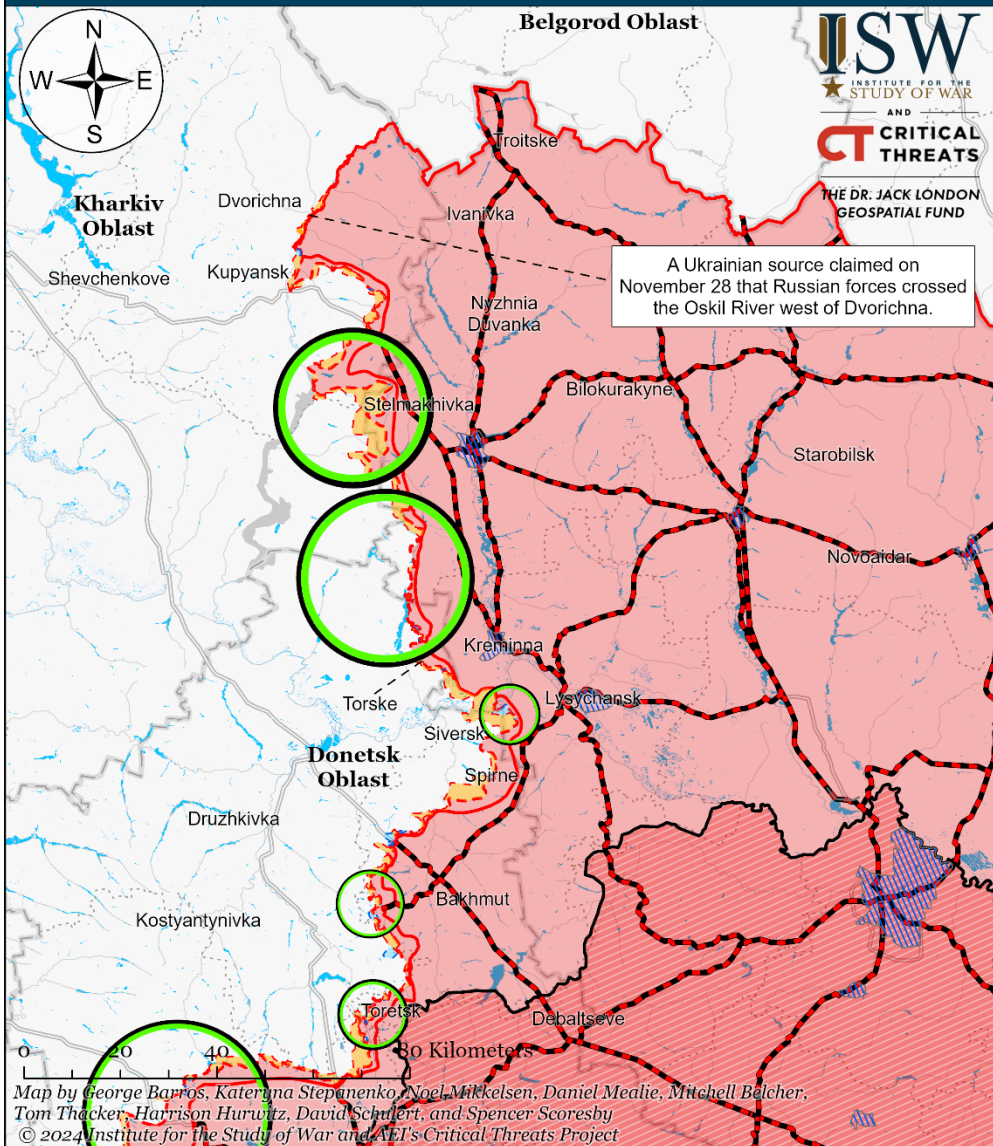 Belgorod Oblast
N
W
E
S
ISW
INSTITUTE FOR THE
STUDY OF WAR
AND
CT CRITICAL
THREATS
THE DR. JACK LONDON
GEOSPATIAL FUND
Troitske
Dvorichna
Kharkiv
Oblast
Ivanivka
Shevchenkove
Kupyansk
A Ukrainian source claimed on
November 28 that Russian forces crossed
the Oskil River west of Dvorichna.
Nyzhnia
Duvanka
Bilokurakyne
Stelmakhivka
Starobilsk
Novoaidar
Kreminna
Torske
Lysychansk
Siversk
Donetsk
Oblast
Spirne
Druzhkivka
Bakhmut
Kostyantynivka
Toretsk
Debaltseve
0 20 40 80 Kilometers
Map by George Barros, Kateryna Stepanenko, Noel Mikkelsen, Daniel Mealie, Mitchell Belcher,
Tom Thacker, Harrison Hurwitz, David Schulert, and Spencer Scoresby
© 2024 Institute for the Study of War and AEI's Critical Threats Project